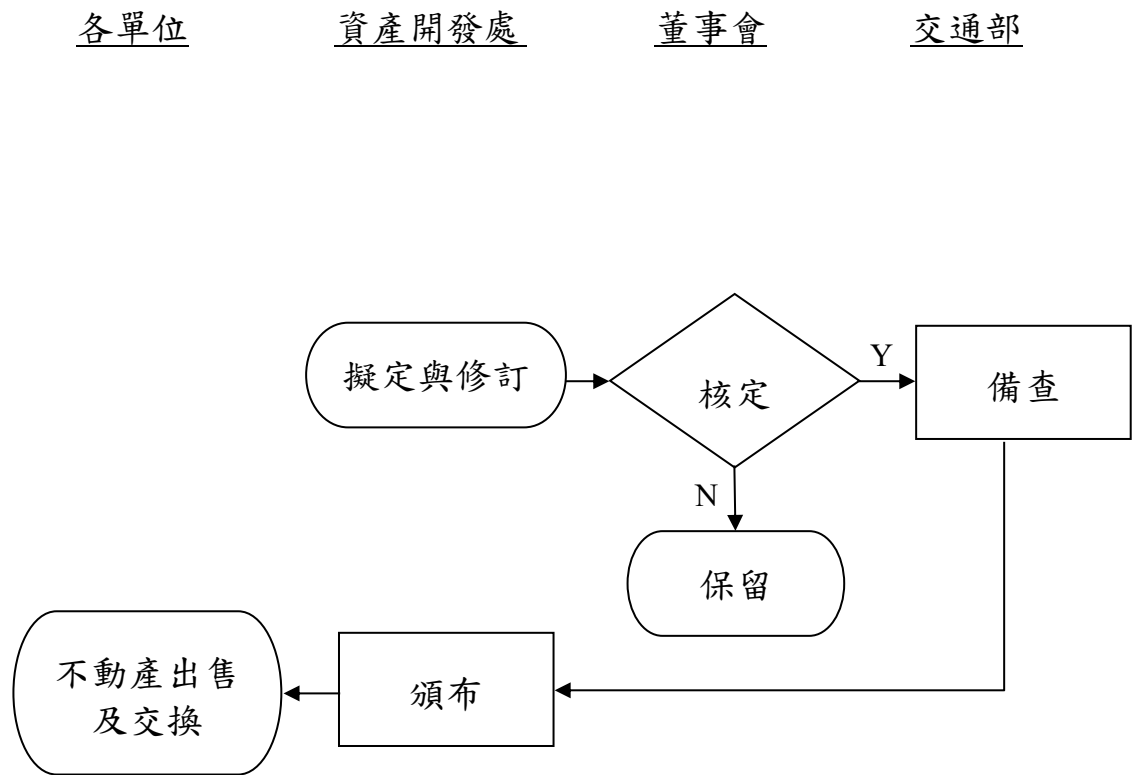 各單位
資產開發處
董事會
交通部
擬定與修訂
核定
Y
備查
N
保留
不動產出售
及交換
頒布